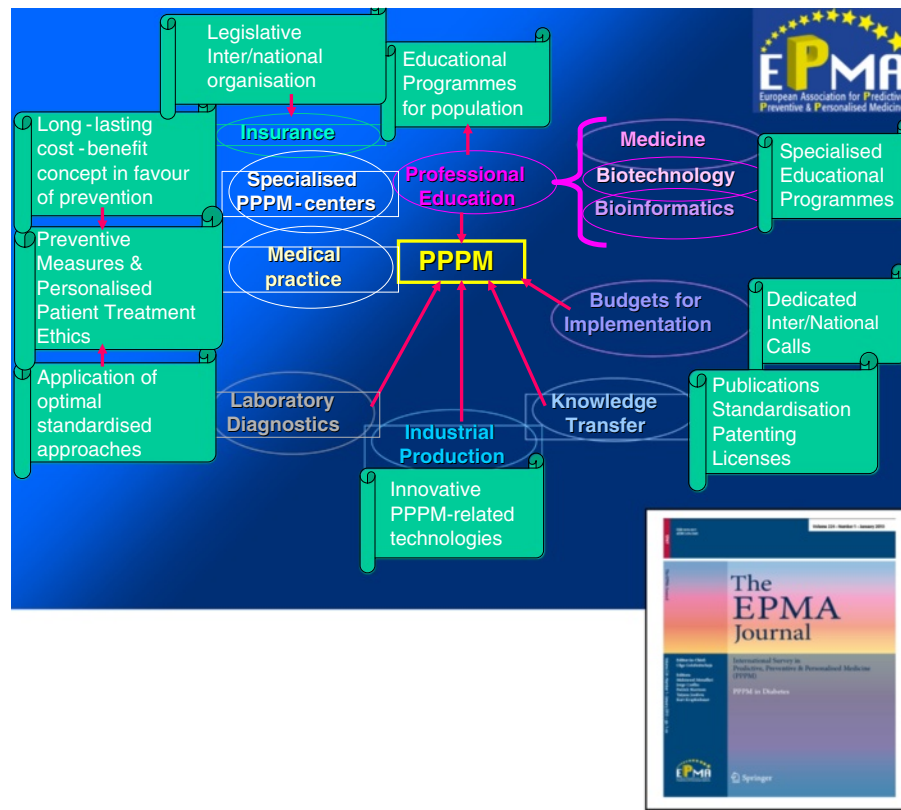 Legislative
Inter/national
organisation
Educational
Programmes
for population
EPMA
European Association for Predictive
Preventive & Personalised Medicine
Long-lasting
cost-benefit
concept in favour
of prevention
Insurance
Medicine
Biotechnology
Bioinformatics
Specialised
Educational
Programmes
Specialised
PPPM-centers
Professional
Education
Preventive
Measures &
Personalised
Patient Treatment
Ethics
Medical
practice
PPPM
Budgets for
Implementation
Dedicated
Inter/National
Calls
Application of
optimal
standardised
approaches
Laboratory
Diagnostics
Industrial
Production
Knowledge
Transfer
Publications
Standardisation
Patenting
Licenses
Innovative
PPPM-related
technologies
The
EPMA
Journal
International Survey in
Predictive, Preventive & Personalised Medicine
(PPPM)
PPPM in Diabetes
Editor-in-Chief
Editors
EPMA
Springer